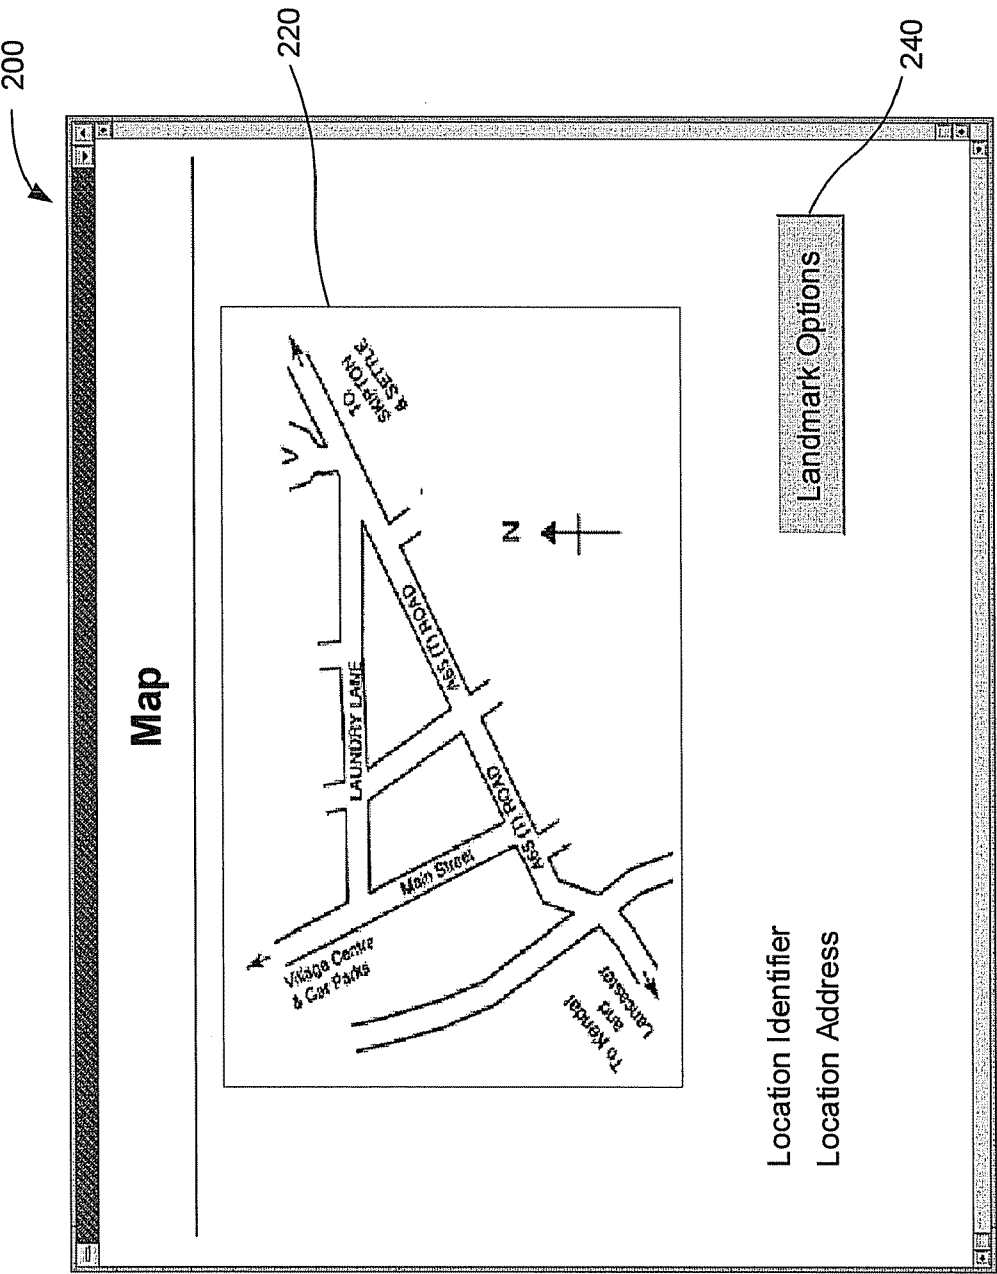 200
220
240
Map
TO
SKIPTON
& SETTLE
LAUNDRY LANE
A65 (T) ROAD
N
A65 (T) ROAD
Main Street
Village Centre
& Car Parks
To Kendal
and
Lancaster
Location Identifier
Location Address
Landmark Options